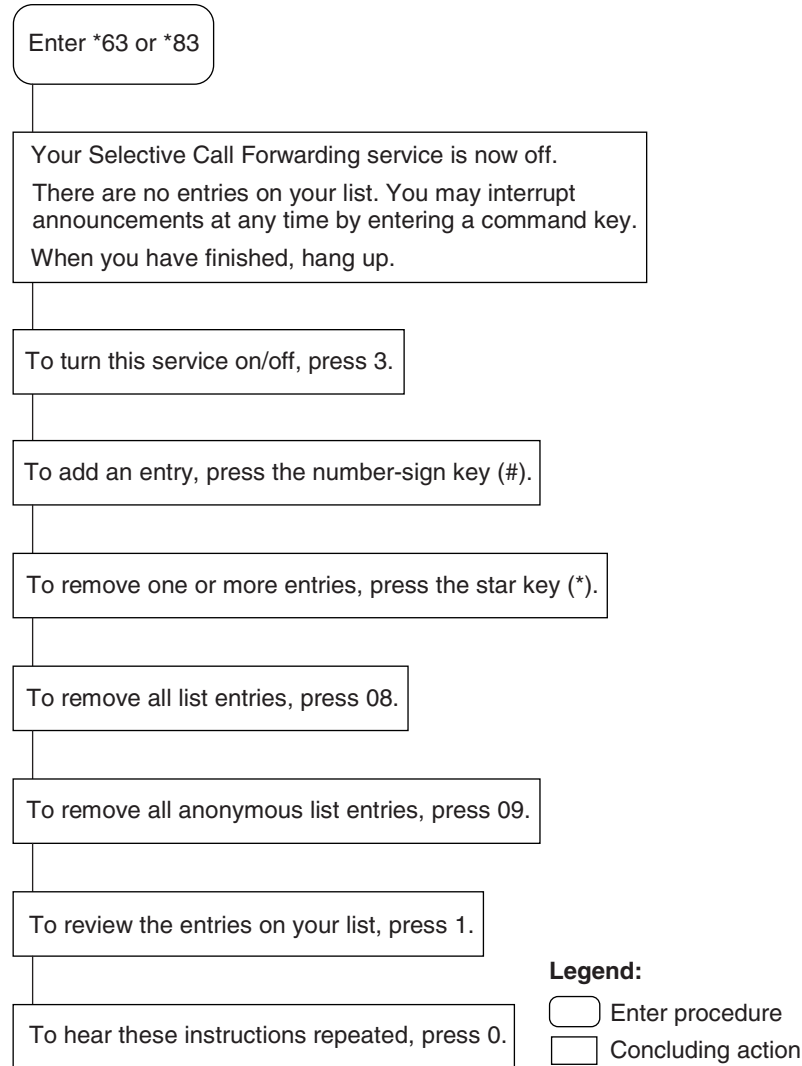 Enter *63 or *83
Your Selective Call Forwarding service is now off.
There are no entries on your list. You may interrupt
announcements at any time by entering a command key.
When you have finished, hang up.
To turn this service on/off, press 3.
To add an entry, press the number-sign key (#).
To remove one or more entries, press the star key (*).
To remove all list entries, press 08.
To remove all anonymous list entries, press 09.
To review the entries on your list, press 1.
To hear these instructions repeated, press 0.
Legend:
Enter procedure
Concluding action